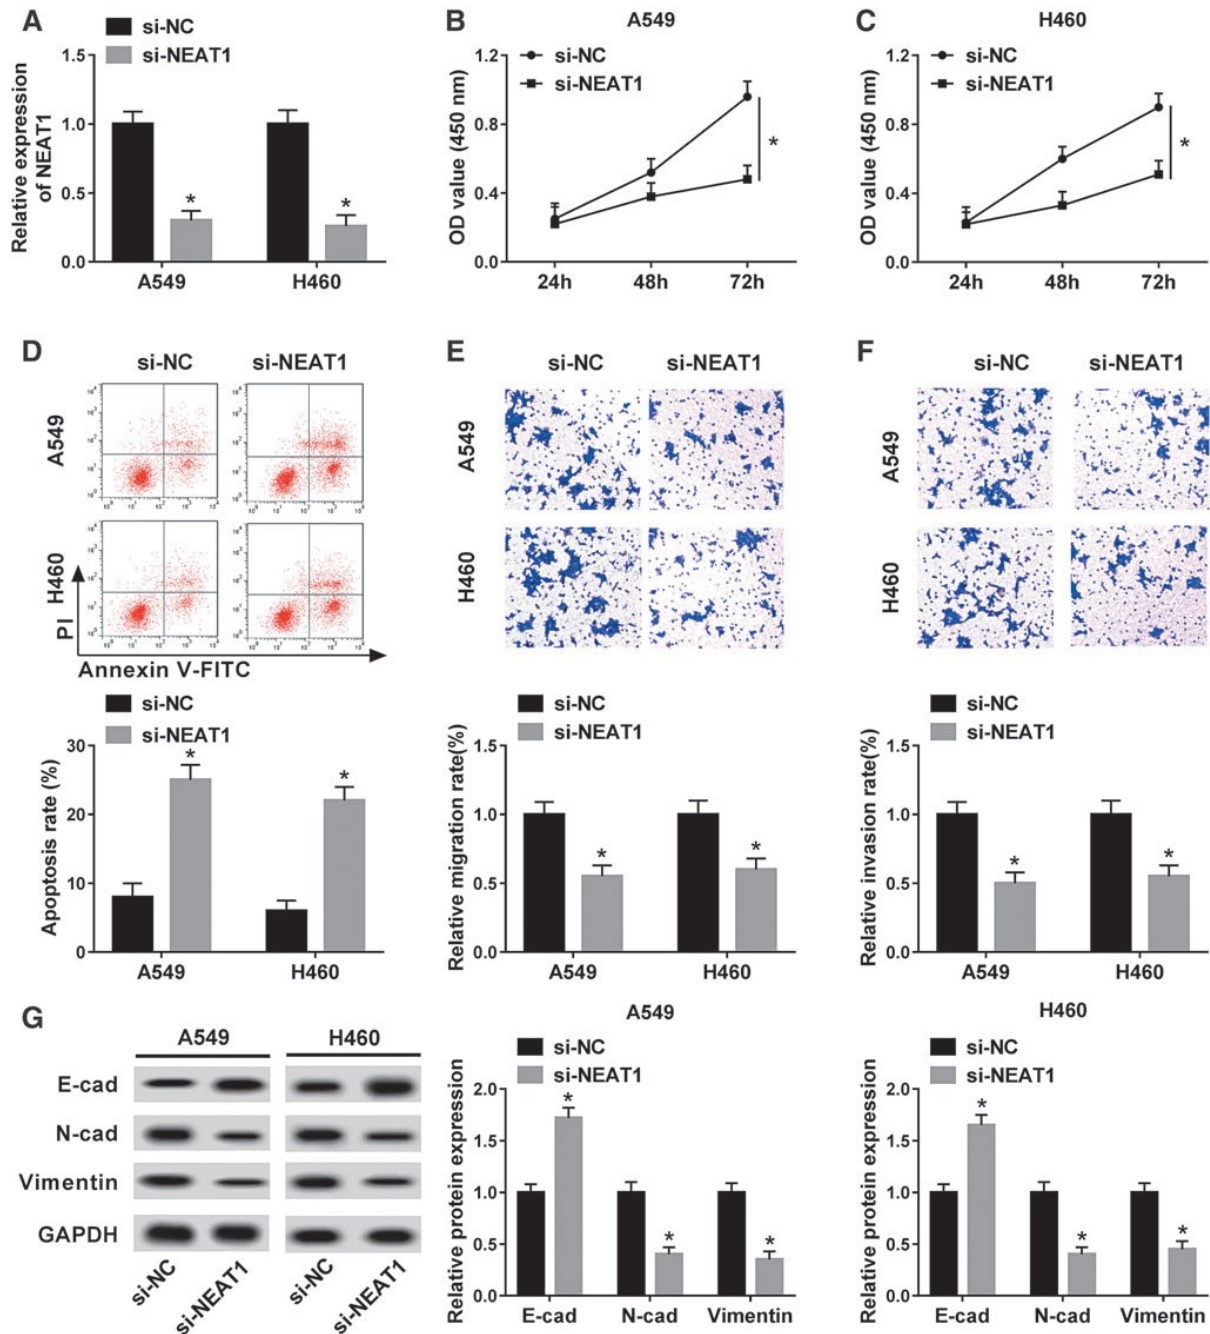 A
si-NC
si-NEAT1
Relative expression
of NEAT1
1.5
1.0
0.5
0.0
A549
H460
B
A549
si-NC
si-NEAT1
OD value (450 nm)
1.2
0.8
0.4
0.0
*
24h
48h
72h
C
H460
si-NC
si-NEAT1
OD value (450 nm)
1.2
0.8
0.4
0.0
*
24h
48h
72h
D
si-NC
si-NEAT1
A549
H460
PI
Annexin V-FITC
si-NC
si-NEAT1
Apoptosis rate (%)
30
20
10
0
*
*
A549
H460
E
si-NC
si-NEAT1
A549
H460
si-NC
si-NEAT1
Relative migration rate(%)
1.5
1.0
0.5
0.0
*
*
A549
H460
F
si-NC
si-NEAT1
A549
H460
si-NC
si-NEAT1
Relative invasion rate(%)
1.5
1.0
0.5
0.0
*
*
A549
H460
G
A549
H460
E-cad
N-cad
Vimentin
GAPDH
si-NC
si-NEAT1
si-NC
si-NEAT1
A549
si-NC
si-NEAT1
Relative protein expression
2.0
1.5
1.0
0.5
0.0
*
*
*
E-cad
N-cad
Vimentin
H460
si-NC
si-NEAT1
Relative protein expression
2.0
1.5
1.0
0.5
0.0
*
*
*
E-cad
N-cad
Vimentin